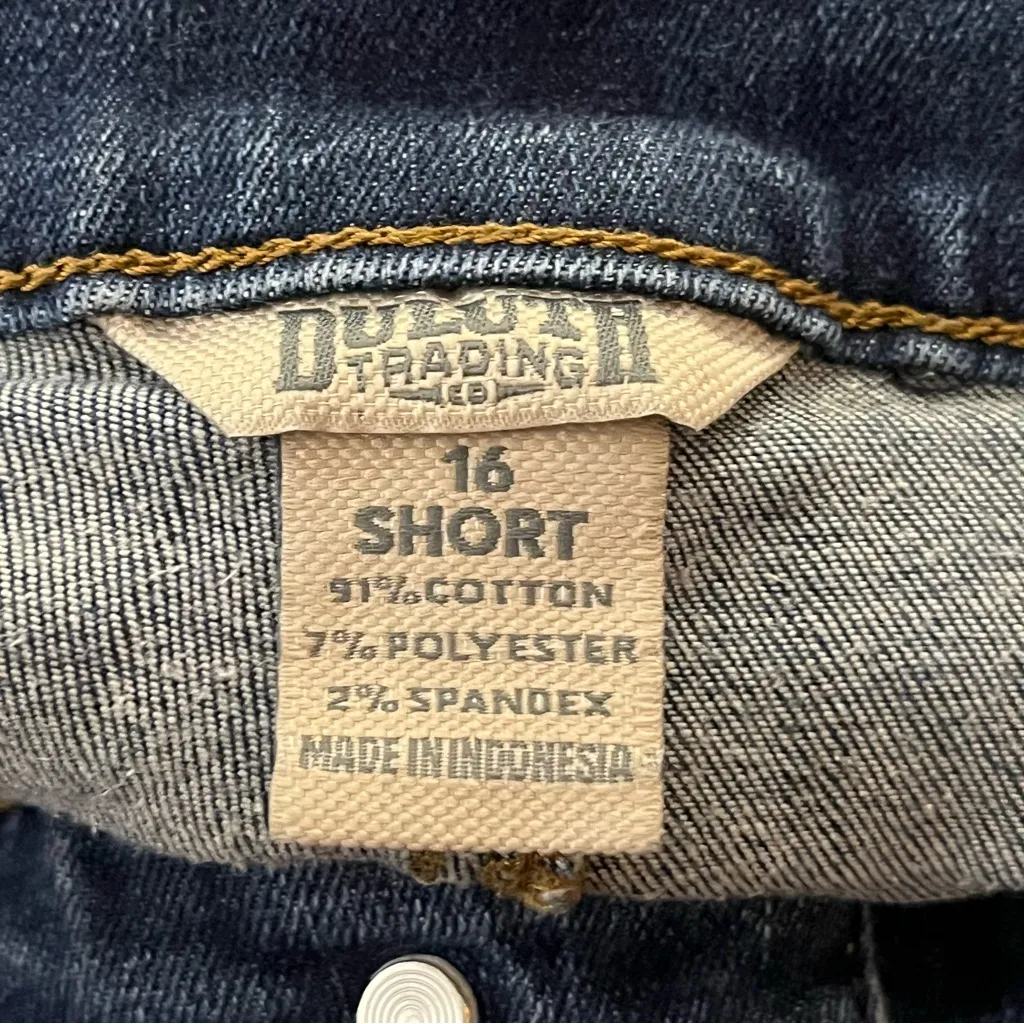 DULUTH
TRADING
CO
16
SHORT
91% COTTON
7% POLYESTER
2% SPANDEX
MADE IN INDONESIA